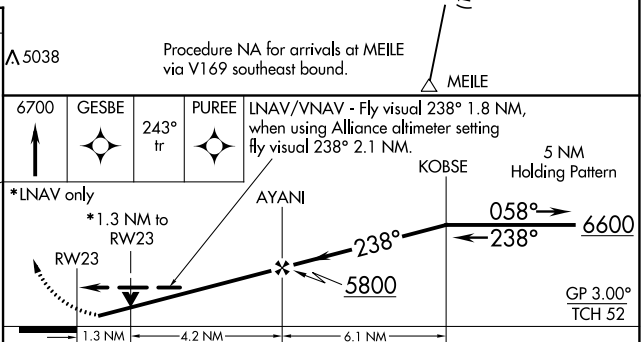 5038
Procedure NA for arrivals at MEILE
via V169 southeast bound.
MEILE
6700
GESBE
243°
tr
PUREE
LNAV/VNAV - Fly visual 238° 1.8 NM,
when using Alliance altimeter setting
fly visual 238° 2.1 NM.
KOBSE
5 NM
Holding Pattern
*LNAV only
AYANI
*1.3 NM to
RW23
RW23
058°
238°
6600
238°
5800
GP 3.00°
TCH 52
1.3 NM
4.2 NM
6.1 NM